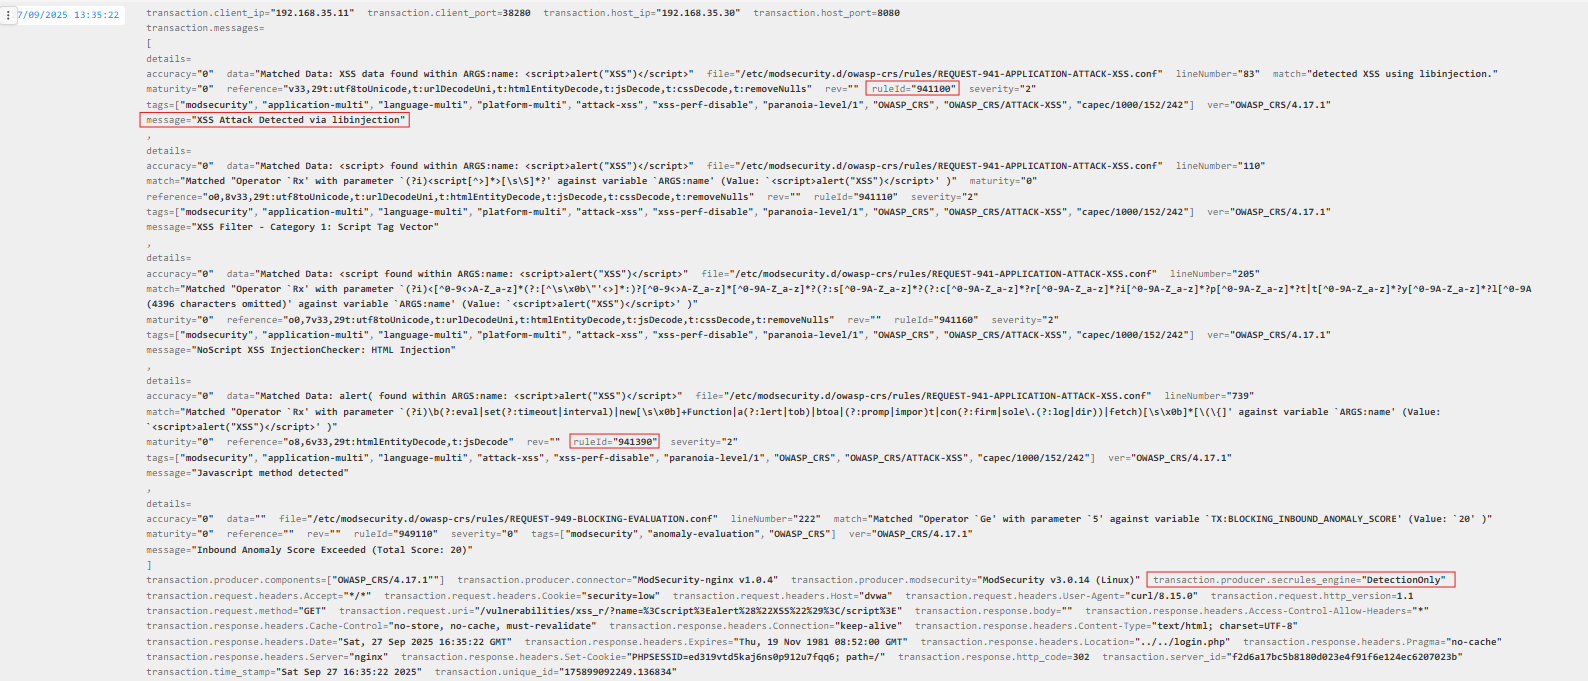 7/09/2025 13:35:22
transaction.client_ip="192.168.35.11" transaction.client_port=38280 transaction.host_ip="192.168.35.30" transaction.host_port=8080
transaction.messages=
[
details=
accuracy="0" data="Matched Data: XSS data found within ARGS:name: <script>alert("XSS")</script>" file="/etc/modsecurity.d/owasp-crs/rules/REQUEST-941-APPLICATION-ATTACK-XSS.conf" lineNumber="83" match="detected XSS using libinjection."
maturity="0" reference="v33,29t:utf8toUnicode,t:urlDecodeUni,t:htmlEntityDecode,t:jsDecode,t:cssDecode,t:removeNulls" rev="" ruleId="941100" severity="2"
tags=["modsecurity", "application-multi", "language-multi", "platform-multi", "attack-xss", "xss-perf-disable", "paranoia-level/1", "OWASP_CRS", "OWASP_CRS/ATTACK-XSS", "capec/1000/152/242"] ver="OWASP_CRS/4.17.1"
message="XSS Attack Detected via libinjection"
,
details=
accuracy="0" data="Matched Data: <script> found within ARGS:name: <script>alert("XSS")</script>" file="/etc/modsecurity.d/owasp-crs/rules/REQUEST-941-APPLICATION-ATTACK-XSS.conf" lineNumber="110"
match="Matched "Operator `Rx' with parameter `(?i)<script[^>]*>[\s\S]*?' against variable `ARGS:name' (Value: `<script>alert("XSS")</script>' )" maturity="0"
reference="o0,8v33,29t:utf8toUnicode,t:urlDecodeUni,t:htmlEntityDecode,t:jsDecode,t:cssDecode,t:removeNulls" rev="" ruleId="941110" severity="2"
tags=["modsecurity", "application-multi", "language-multi", "platform-multi", "attack-xss", "xss-perf-disable", "paranoia-level/1", "OWASP_CRS", "OWASP_CRS/ATTACK-XSS", "capec/1000/152/242"] ver="OWASP_CRS/4.17.1"
message="XSS Filter - Category 1: Script Tag Vector"
,
details=
accuracy="0" data="Matched Data: <script found within ARGS:name: <script>alert("XSS")</script>" file="/etc/modsecurity.d/owasp-crs/rules/REQUEST-941-APPLICATION-ATTACK-XSS.conf" lineNumber="205"
match="Matched "Operator `Rx' with parameter `(?i)<[^0-9<>A-Z_a-z]*(?:[^\s\x0b\"'<>]*:)?[^0-9<>A-Z_a-z]*[^0-9A-Z_a-z]*?(?:s[^0-9A-Z_a-z]*?(?:c[^0-9A-Z_a-z]*?r[^0-9A-Z_a-z]*?i[^0-9A-Z_a-z]*?p[^0-9A-Z_a-z]*?t|t[^0-9A-Z_a-z]*?y[^0-9A-Z_a-z]*?l[^0-9A
(4396 characters omitted)' against variable `ARGS:name' (Value: `<script>alert("XSS")</script>' )"
maturity="0" reference="o0,7v33,29t:utf8toUnicode,t:urlDecodeUni,t:htmlEntityDecode,t:jsDecode,t:cssDecode,t:removeNulls" rev="" ruleId="941160" severity="2"
tags=["modsecurity", "application-multi", "language-multi", "platform-multi", "attack-xss", "xss-perf-disable", "paranoia-level/1", "OWASP_CRS", "OWASP_CRS/ATTACK-XSS", "capec/1000/152/242"] ver="OWASP_CRS/4.17.1"
message="NoScript XSS InjectionChecker: HTML Injection"
,
details=
accuracy="0" data="Matched Data: alert( found within ARGS:name: <script>alert("XSS")</script>" file="/etc/modsecurity.d/owasp-crs/rules/REQUEST-941-APPLICATION-ATTACK-XSS.conf" lineNumber="739"
match="Matched "Operator `Rx' with parameter `(?i)\b(?:eval|set(?:timeout|interval)|new[\s\x0b]+Function|a(?:lert|tob)|btoa|(?:promp|impor)t|con(?:firm|sole\.(?:log|dir))|fetch)[\s\x0b]*[\(\{]' against variable `ARGS:name' (Value:
`<script>alert("XSS")</script>' )"
maturity="0" reference="o8,6v33,29t:htmlEntityDecode,t:jsDecode" rev="" ruleId="941390" severity="2"
tags=["modsecurity", "application-multi", "language-multi", "attack-xss", "xss-perf-disable", "paranoia-level/1", "OWASP_CRS", "OWASP_CRS/ATTACK-XSS", "capec/1000/152/242"] ver="OWASP_CRS/4.17.1"
message="Javascript method detected"
,
details=
accuracy="0" data="" file="/etc/modsecurity.d/owasp-crs/rules/REQUEST-949-BLOCKING-EVALUATION.conf" lineNumber="222" match="Matched "Operator `Ge' with parameter `5' against variable `TX:BLOCKING_INBOUND_ANOMALY_SCORE' (Value: `20' )"
maturity="0" reference="" rev="" ruleId="949110" severity="0" tags=["modsecurity", "anomaly-evaluation", "OWASP_CRS"] ver="OWASP_CRS/4.17.1"
message="Inbound Anomaly Score Exceeded (Total Score: 20)"
]
transaction.producer.components=["OWASP_CRS/4.17.1""] transaction.producer.connector="ModSecurity-nginx v1.0.4" transaction.producer.modsecurity="ModSecurity v3.0.14 (Linux)" transaction.producer.secrules_engine="DetectionOnly"
transaction.request.headers.Accept="*/*" transaction.request.headers.Cookie="security=low" transaction.request.headers.Host="dvwa" transaction.request.headers.User-Agent="curl/8.15.0" transaction.request.http_version=1.1
transaction.request.method="GET" transaction.request.uri="/vulnerabilities/xss_r/?name=%3Cscript%3Ealert%28%22XSS%22%29%3C/script%3E" transaction.response.body="" transaction.response.headers.Access-Control-Allow-Headers="*"
transaction.response.headers.Cache-Control="no-store, no-cache, must-revalidate" transaction.response.headers.Connection="keep-alive" transaction.response.headers.Content-Type="text/html; charset=UTF-8"
transaction.response.headers.Date="Sat, 27 Sep 2025 16:35:22 GMT" transaction.response.headers.Expires="Thu, 19 Nov 1981 08:52:00 GMT" transaction.response.headers.Location="../../login.php" transaction.response.headers.Pragma="no-cache"
transaction.response.headers.Server="nginx" transaction.response.headers.Set-Cookie="PHPSESSID=ed319vtd5kaj6ns0p912u7fqq6; path=/" transaction.response.http_code=302 transaction.server_id="f2d6a17bc5b8180d023e4f91f6e124ec6207023b"
transaction.time_stamp="Sat Sep 27 16:35:22 2025" transaction.unique_id="175899092249.136834"